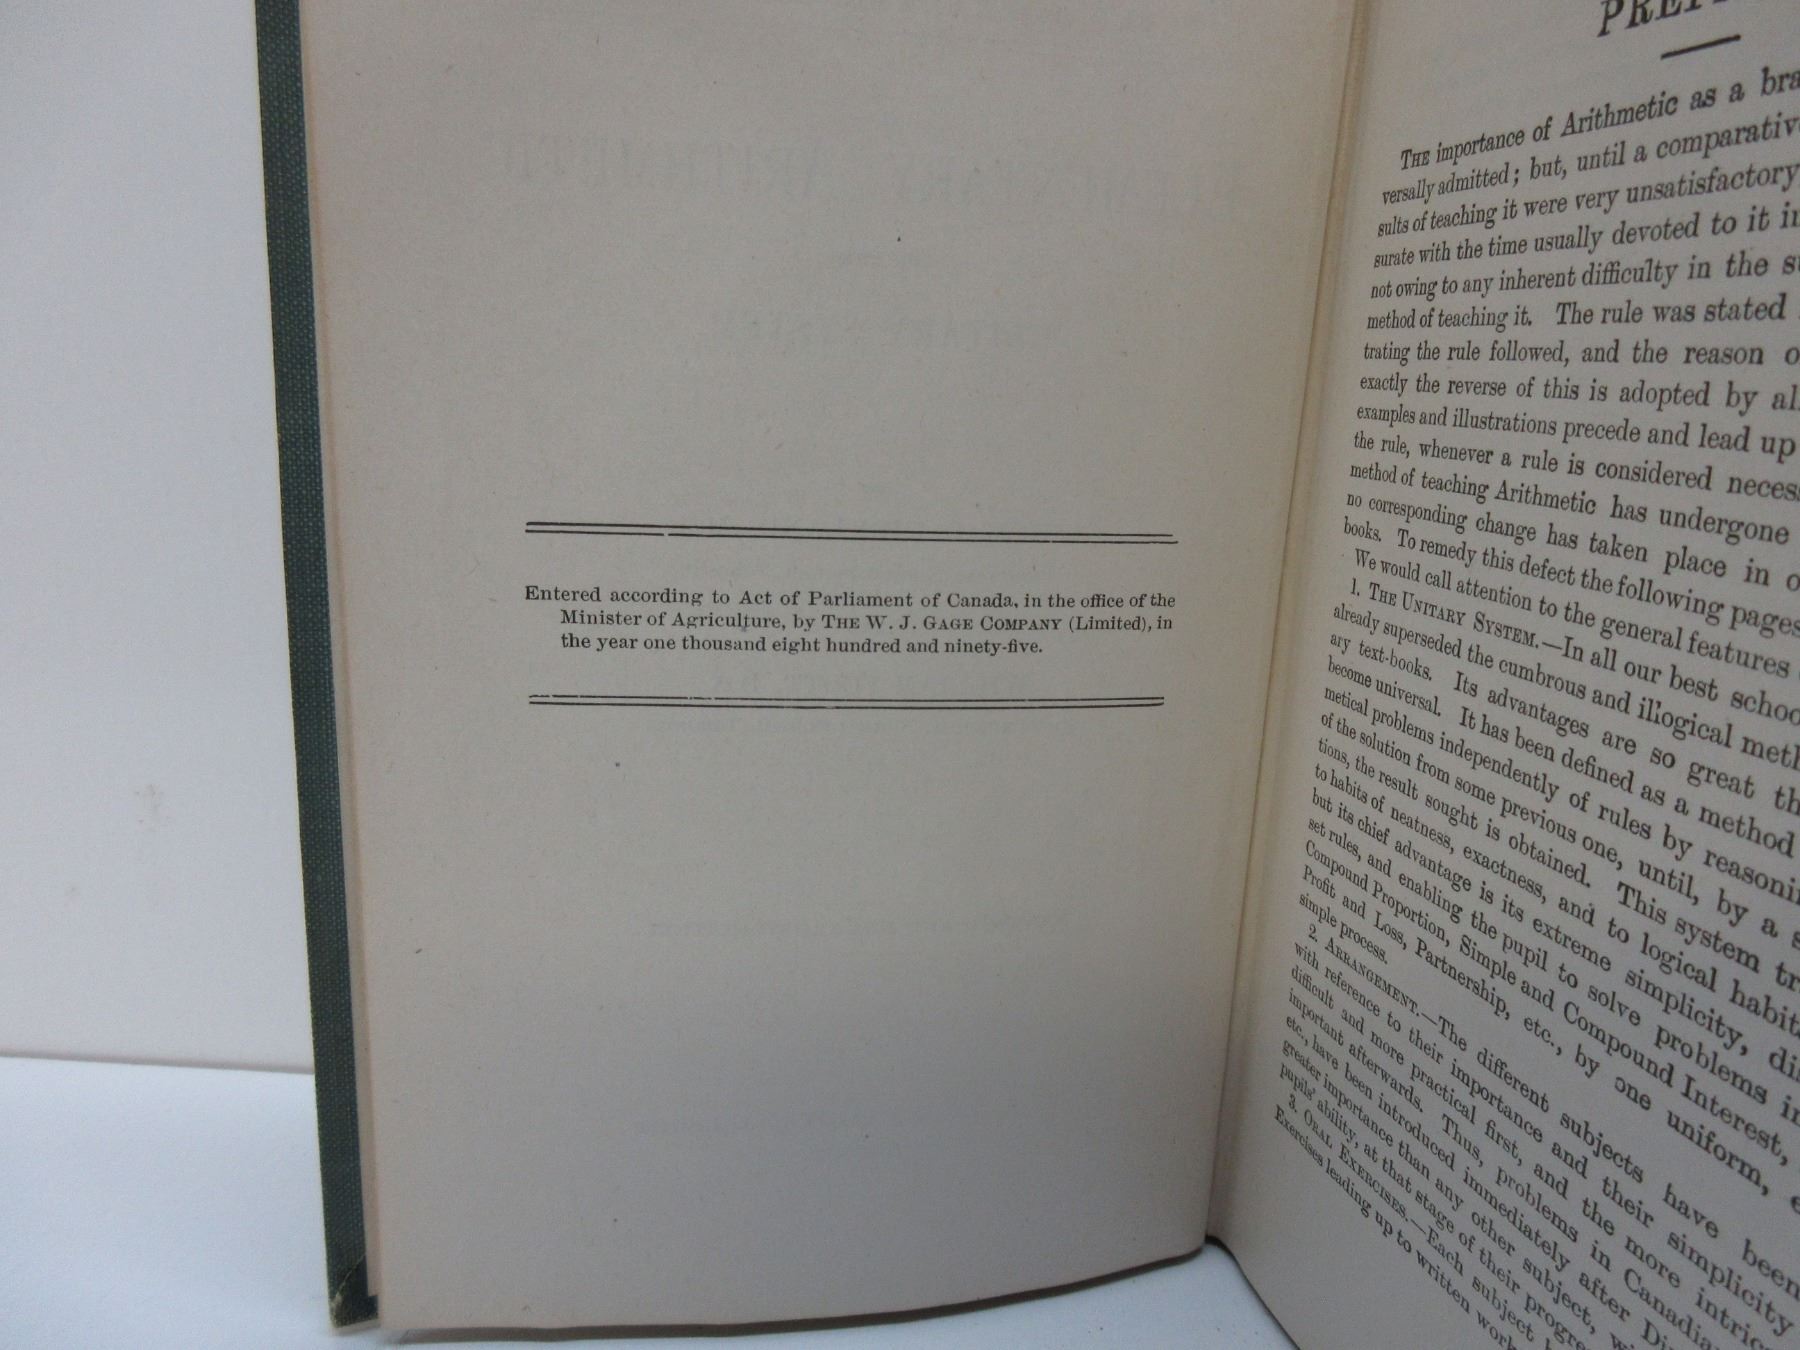 Entered according to Act of Parliament of Canada, in the office of the
Minister of Agriculture, by THE W. J. GAGE COMPANY (Limited), in
the year one thousand eight hundred and ninety-five.
THE importance of Arithmetic as a bra
versally admitted; but, until a comparativ
sults of teaching it were very unsatisfactory,
surate with the time usually devoted to it i
not owing to any inherent difficulty in the s
method of teaching it. The rule was stated
trating the rule followed, and the reason o
exactly the reverse of this is adopted by al
examples and illustrations precede and lead up
the rule, whenever a rule is considered neces
method of teaching Arithmetic has undergone
no corresponding change has taken place in o
books. To remedy this defect the following pages
We would call attention to the general features
1. THE UNITARY SYSTEM.—In all our best schoo
already superseded the cumbrous and illogical meth
ary text-books. Its advantages are so great th
become universal. It has been defined as a method
metical problems independently of rules by reasonin
of the solution from some previous one, until, by a s
tions, the result sought is obtained. This system tr
to habits of neatness, exactness, and to logical habit
but its chief advantage is its extreme simplicity, di
set rules, and enabling the pupil to solve problems in
Compound Proportion, Simple and Compound Interest,
Profit and Loss, Partnership, etc., by one uniform, e
simple process.
2. ARRANGEMENT.—The different subjects have been
with reference to their importance and their simplicity
difficult and more practical first, and the more intric
important afterwards. Thus, problems in Canadia
etc., have been introduced immediately after Di
greater importance than any other subject, wi
pupils' ability, at that stage of their progre
3. ORAL EXERCISES.—Each subject h
Exercises leading up to written work